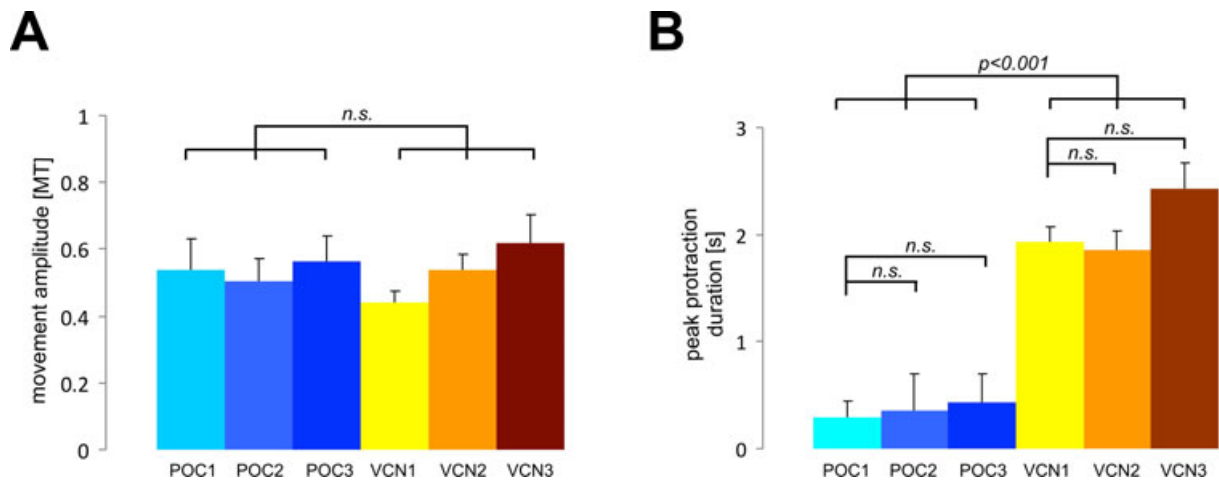 A
n.s.
movement amplitude [MT]
1
0.8
0.6
0.4
0.2
0
POC1 POC2 POC3 VCN1 VCN2 VCN3
B
p<0.001
n.s.
n.s.
n.s.
n.s.
peak protraction
duration [s]
3
2
1
0
POC1 POC2 POC3 VCN1 VCN2 VCN3